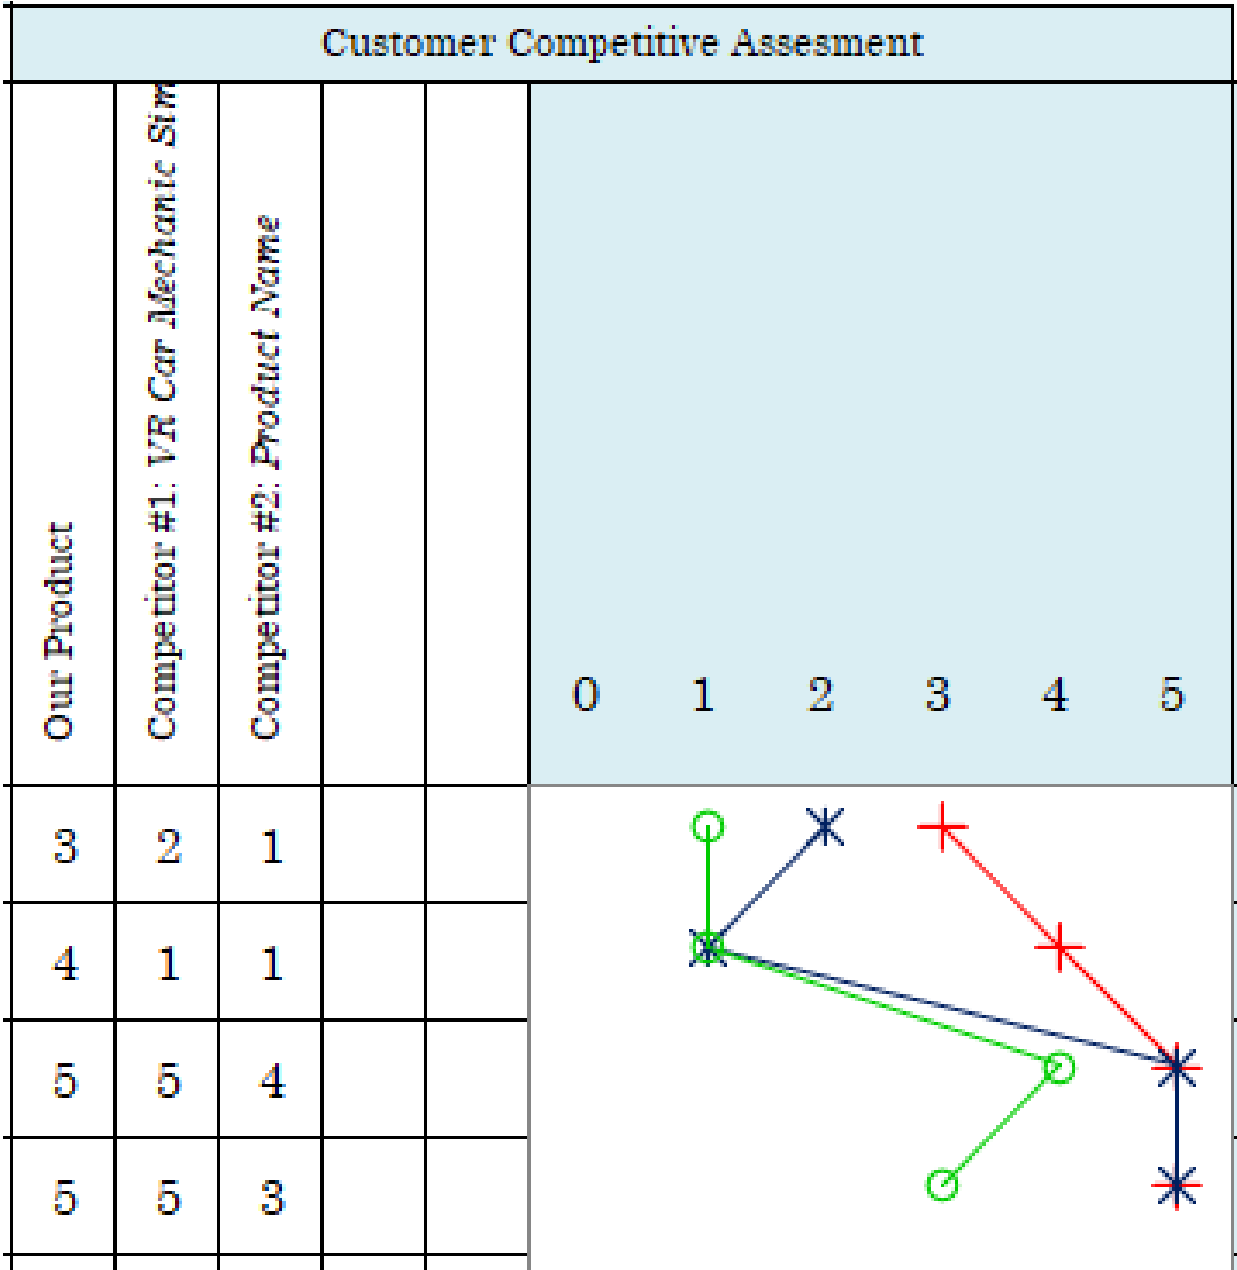 Customer Competitive Assesment
Our Product
Competitor #1: VR Car Mechanic Sim
Competitor #2: Product Name
0 1 2 3 4 5
3 2 1
4 1 1
5 5 4
5 5 3